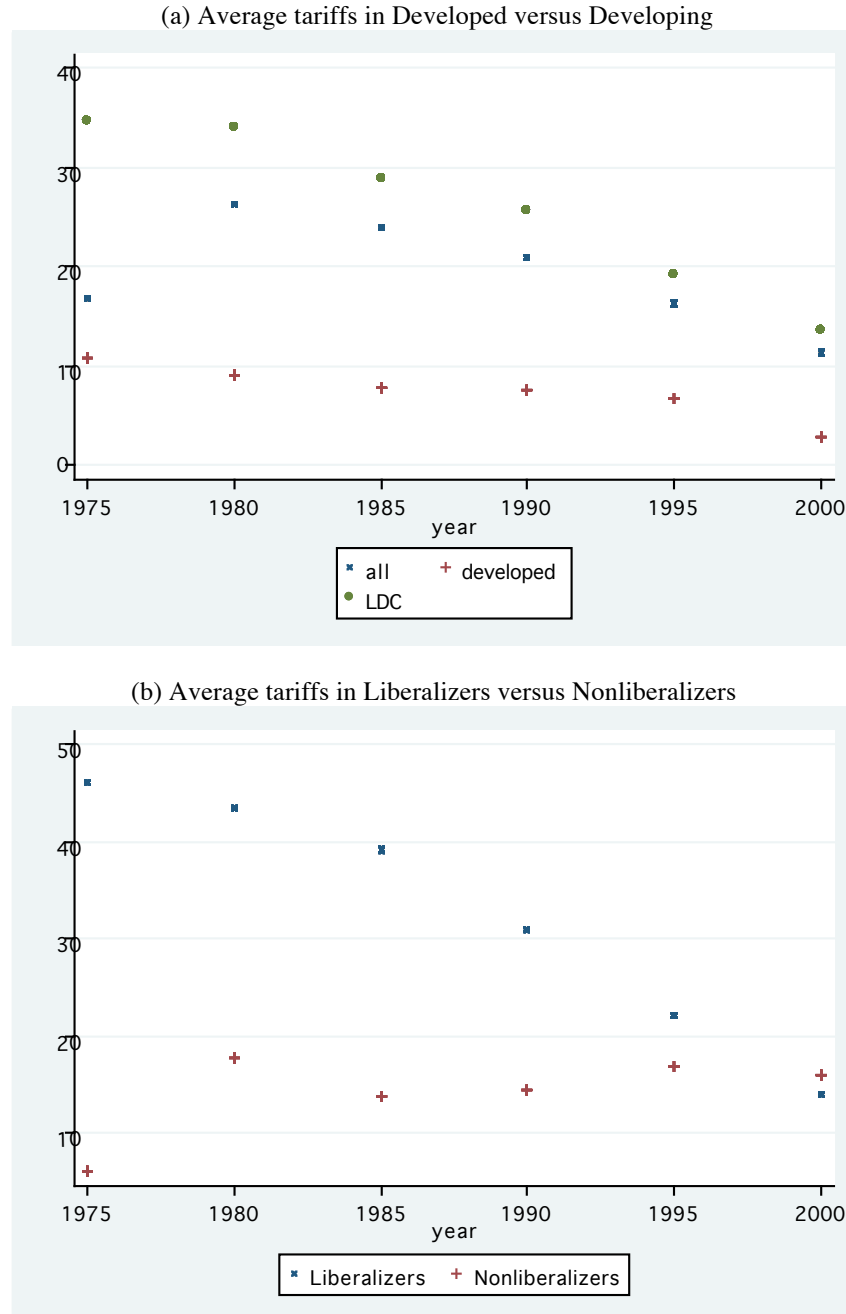 (a) Average tariffs in Developed versus Developing
40
30
20
10
0
1975 1980 1985 1990 1995 2000
year
all developed
LDC
(b) Average tariffs in Liberalizers versus Nonliberalizers
50
40
30
20
10
1975 1980 1985 1990 1995 2000
year
Liberalizers Nonliberalizers